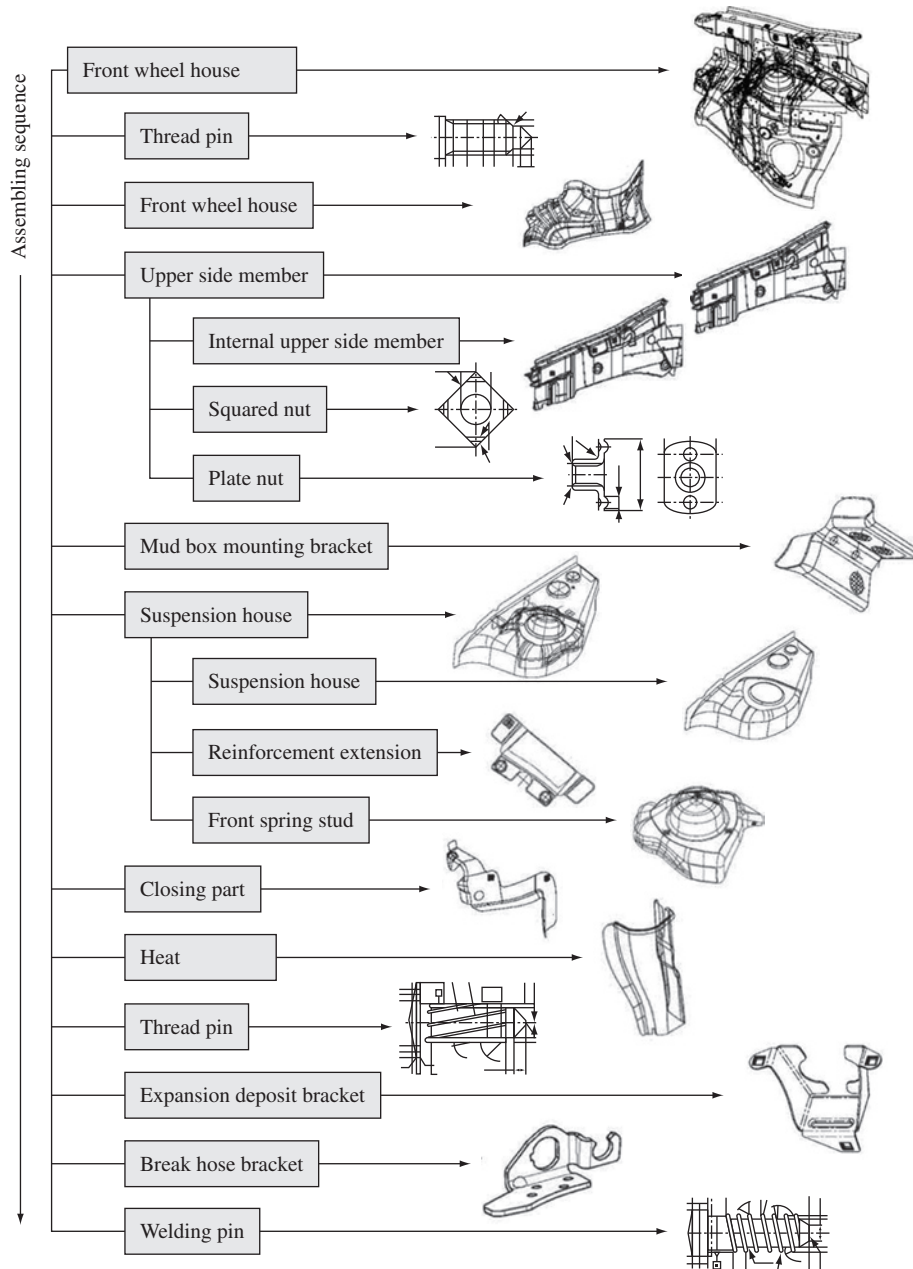 Assembling sequence
Front wheel house
Thread pin
Front wheel house
Upper side member
Internal upper side member
Squared nut
Plate nut
Mud box mounting bracket
Suspension house
Suspension house
Reinforcement extension
Front spring stud
Closing part
Heat
Thread pin
Expansion deposit bracket
Break hose bracket
Welding pin